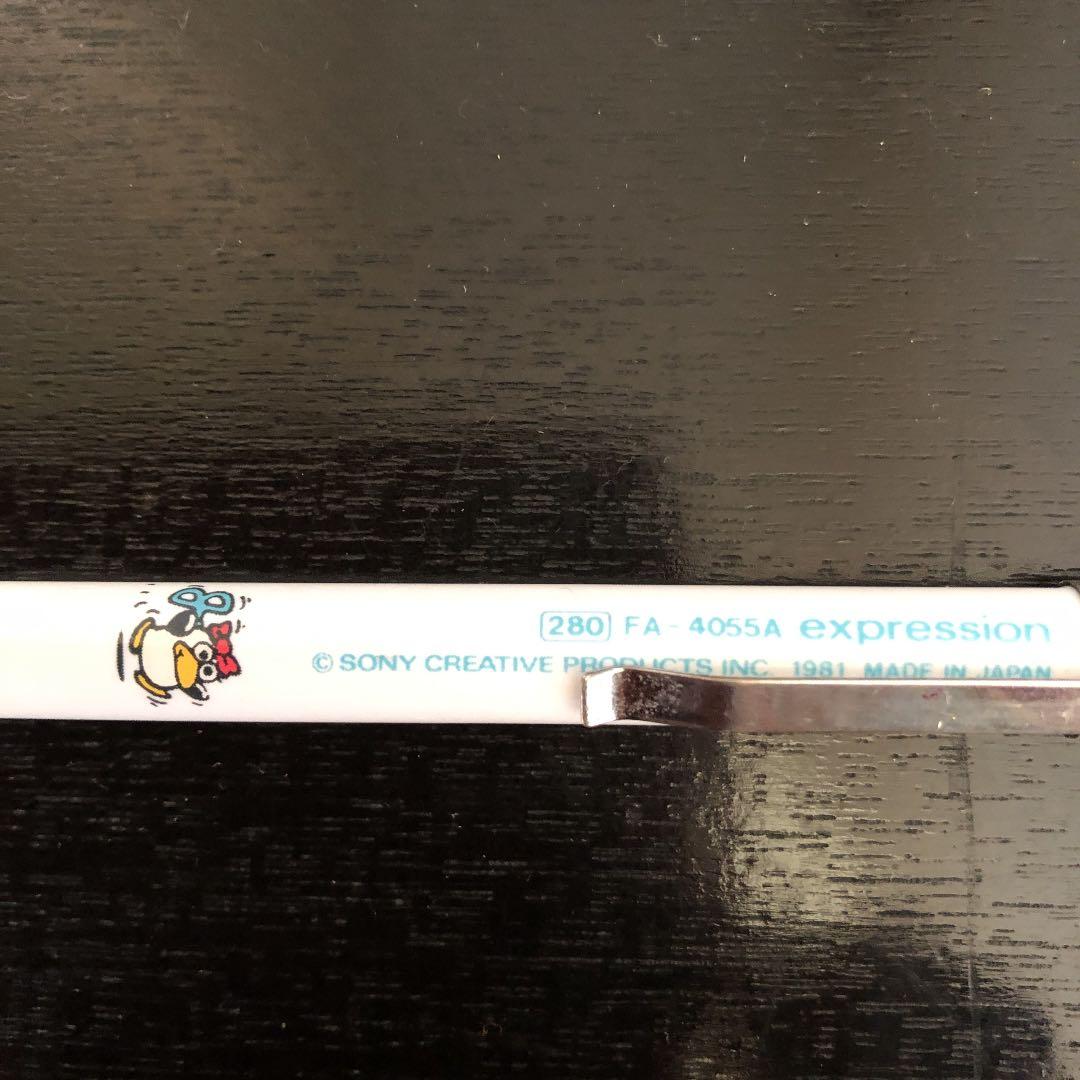 280 FA-4055A expression
© SONY CREATIVE PRODUCTS INC. 1981 MADE IN JAPAN